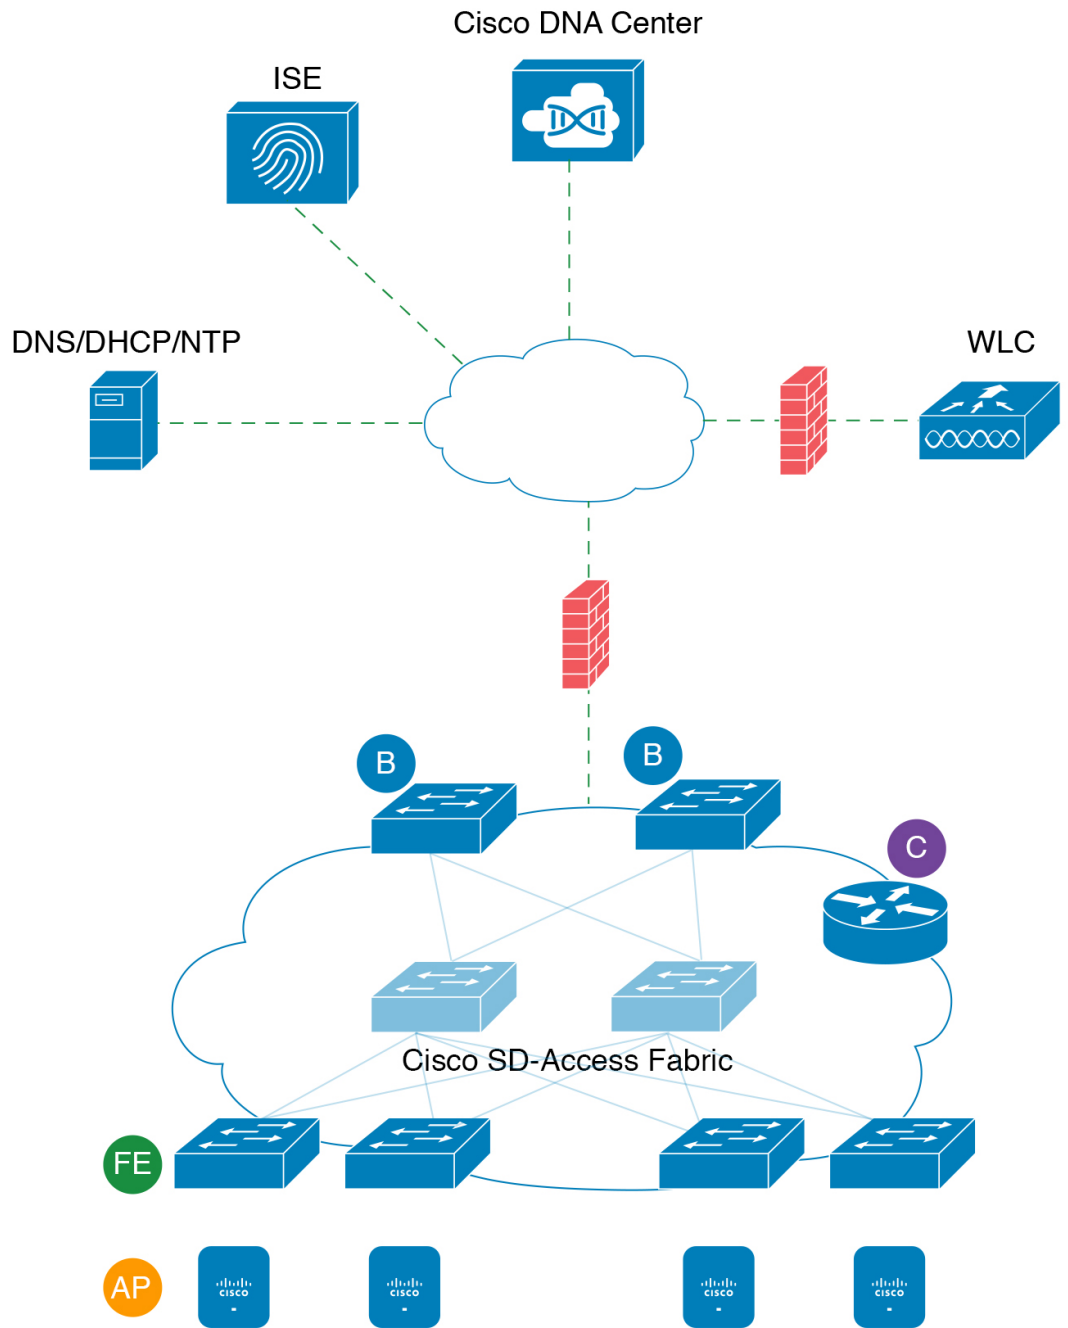 Cisco DNA Center
ISE
DNS/DHCP/NTP
WLC
B
B
C
Cisco SD-Access Fabric
FE
AP
CISCO
CISCO
CISCO
CISCO